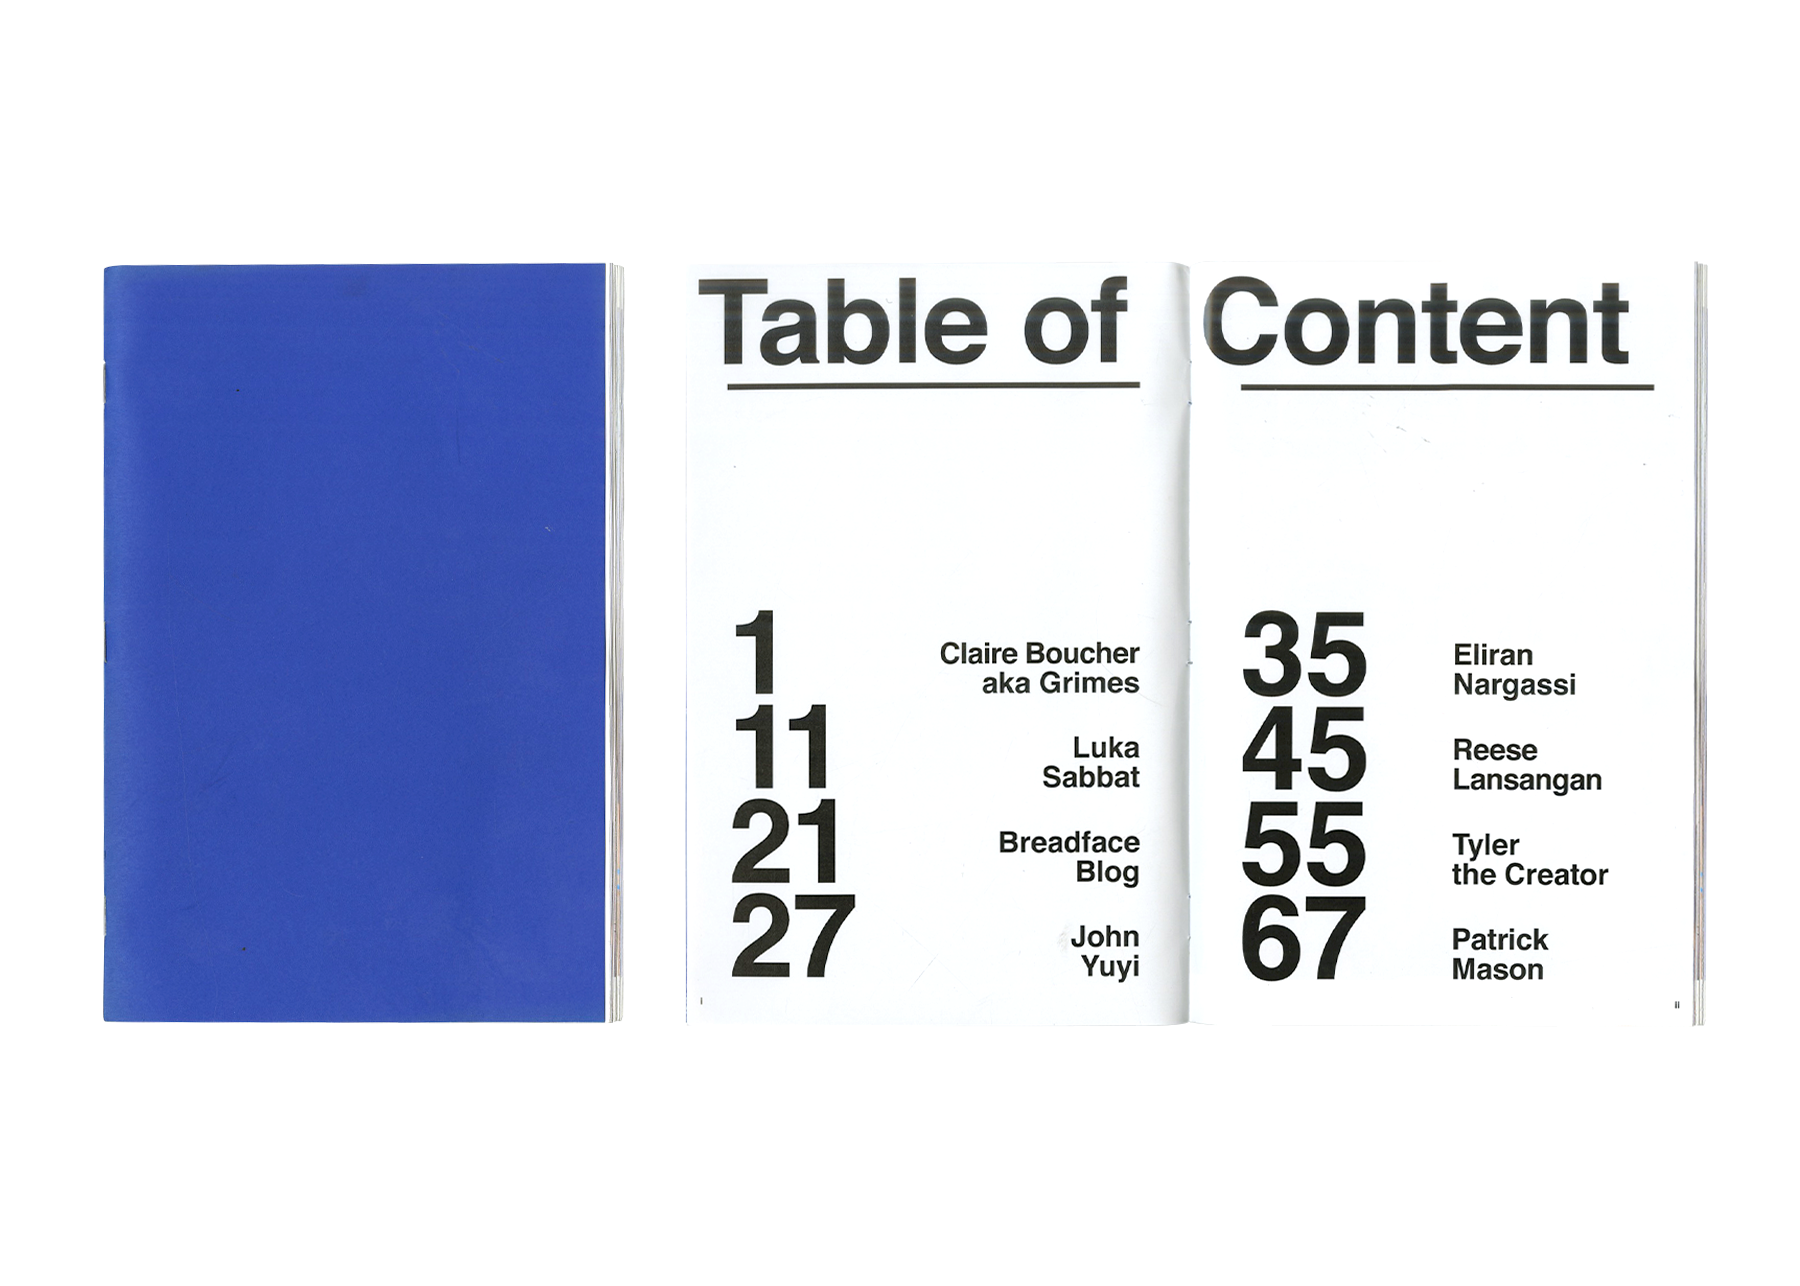 Table of Content
1
Claire Boucher
aka Grimes
11
Luka
Sabbat
21
Breadface
Blog
27
John
Yuyi
I
35
Eliran
Nargassi
45
Reese
Lansangan
55
Tyler
the Creator
67
Patrick
Mason
II